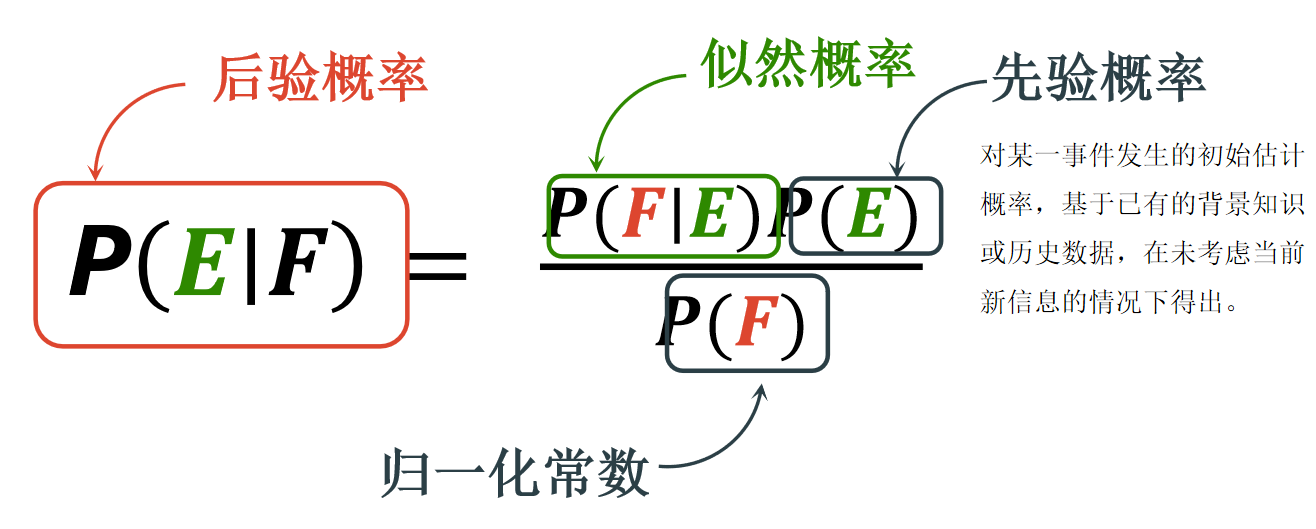 后验概率
似然概率
先验概率
对某一事件发生的初始估计
概率，基于已有的背景知识
或历史数据，在未考虑当前
新信息的情况下得出。
P(E|F) =
P(F|E)P(E)
P(F)
归一化常数